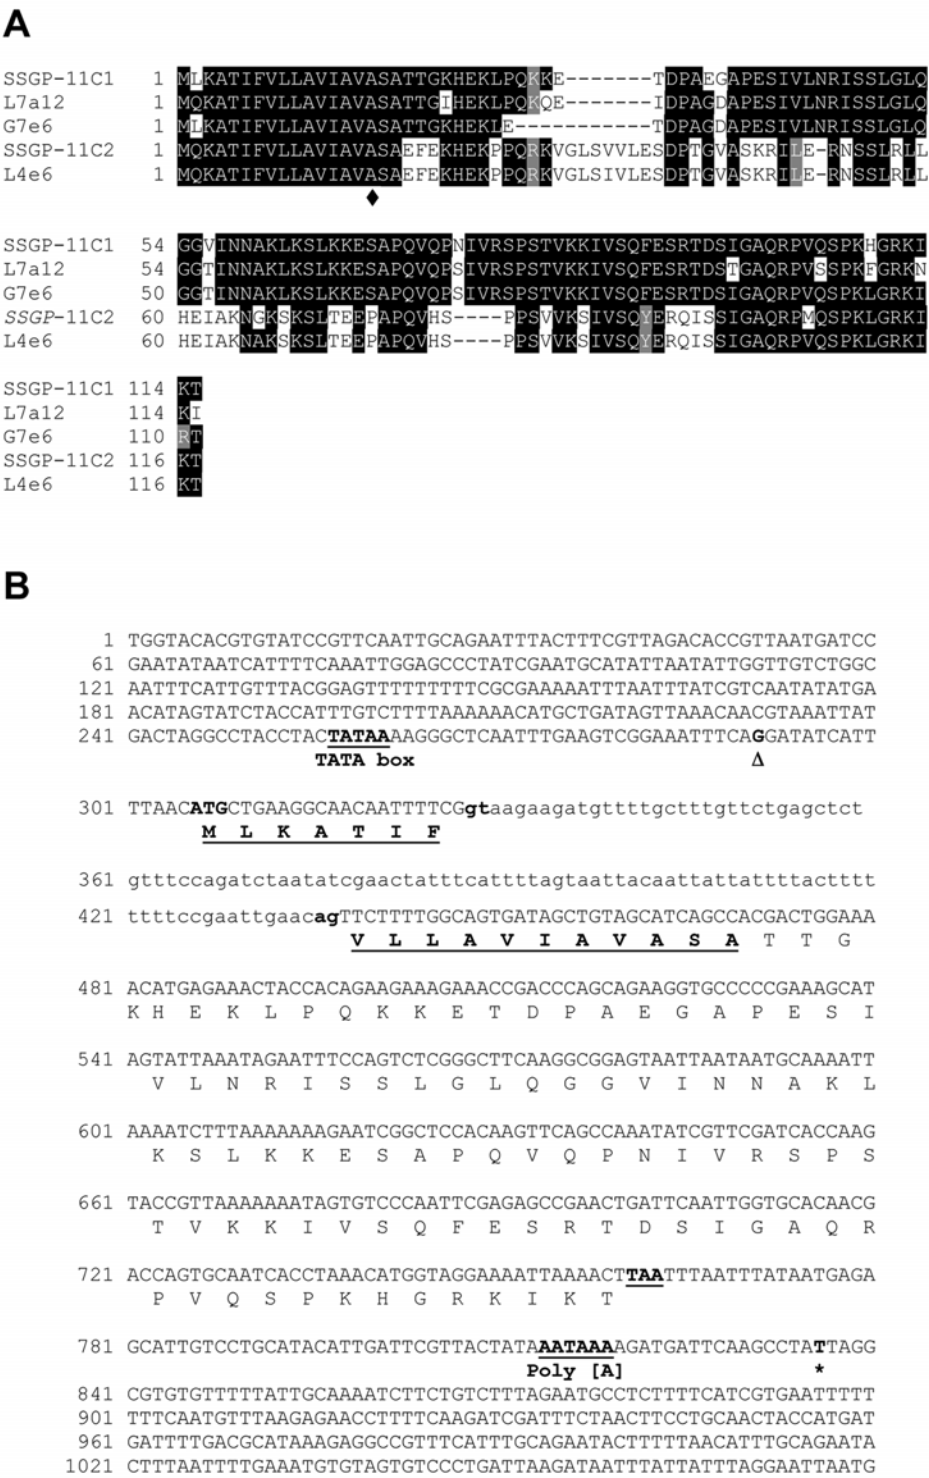 A
SSGP-11C1 1 MLKATIFVLLAVIAVASATTGKHEKLPQKKE-------TDPAEGAPESIVLNRISSLGLQ
L7a12 1 MQKATIFVLLAVIAVASATTGIHEKLPQKQE-------IDPAGDAPESIVLNRISSLGLQ
G7e6 1 MLKATIFVLLAVIAVASATTGKHEKLE-----------TDPAGDAPESIVLNRISSLGLQ
SSGP-11C2 1 MQKATIFVLLAVIAVASAEFEKHEKPPQRKVGLSVVLESDPTGVASKRILE-RNSSLRLL
L4e6 1 MQKATIFVLLAVIAVASAEFEKHEKPPQRKVGLSIVLESDPTGVASKRILE-RNSSLRLL
♦
SSGP-11C1 54 GGVINNAKLKSLKKESAPQVQPNIVRSPSTVKKIVSQFESRTDSIGAQRPVQSPKHGRKI
L7a12 54 GGTINNAKLKSLKKESAPQVQPSIVRSPSTVKKIVSQFESRTDSTGAQRPVSSPKFGRKN
G7e6 50 GGTINNAKLKSLKKESAPQVQPSIVRSPSTVKKIVSQFESRTDSIGAQRPVQSPKLGRKI
SSGP-11C2 60 HEIAKNGKSKSLTEEPAPQVHS----PPSVVKSIVSQYERQISSIGAQRPMQSPKLGRKI
L4e6 60 HEIAKNAKSKSLTEEPAPQVHS----PPSVVKSIVSQYERQISSIGAQRPVQSPKLGRKI
SSGP-11C1 114 KT
L7a12 114 KI
G7e6 110 RT
SSGP-11C2 116 KT
L4e6 116 KT
B
1 TGGTACACGTGTATCCGTTCAATTGCAGAATTTACTTTCGTTAGACACCGTTAATGATCC
61 GAATATAATCATTTTCAAATTGGAGCCCTATCGAATGCATATTAATATTGGTTGTCTGGC
121 AATTTCATTGTTTACGGAGTTTTTTTTTCGCGAAAAATTTAATTTATCGTCAATATATGA
181 ACATAGTATCTACCATTTGTCTTTTAAAAAACATGCTGATAGTTAAACAACGTAAATTAT
241 GACTAGGCCTACCTACTATAAAAGGGCTCAATTTGAAGTCGGAAATTTCAGGATATCATT
TATA box Δ
301 TTAACATGCTGAAGGCAACAATTTTCGgtaagaagatgttttgctttgttctgagctct
M L K A T I F
361 gtttccagatctaatatcgaactatttcattttagtaattacaattattattttactttt
421 ttttccgaattgaacagTTCTTTTGGCAGTGATAGCTGTAGCATCAGCCACGACTGGAAA
V L L A V I A V A S A T T G
481 ACATGAGAAACTACCACAGAAGAAAGAAACCGACCCAGCAGAAGGTGCCCCCGAAAGCAT
K H E K L P Q K K E T D P A E G A P E S I
541 AGTATTAAATAGAATTTCCAGTCTCGGGCTTCAAGGCGGAGTAATTAATAATGCAAAATT
V L N R I S S L G L Q G G V I N N A K L
601 AAAATCTTTAAAAAAAGAATCGGCTCCACAAGTTCAGCCAAATATCGTTCGATCACCAAG
K S L K K E S A P Q V Q P N I V R S P S
661 TACCGTTAAAAAAATAGTGTCCCAATTCGAGAGCCGAACTGATTCAATTGGTGCACAACG
T V K K I V S Q F E S R T D S I G A Q R
721 ACCAGTGCAATCACCTAAACATGGTAGGAAAATTAAAACTTAATTTAATTTATAATGAGA
P V Q S P K H G R K I K T
781 GCATTGTCCTGCATACATTGATTCGTTACTATAAATAAAAGATGATTCAAGCCTATTAGG
Poly [A] *
841 CGTGTGTTTTTATTGCAAAATCTTCTGTCTTTAGAATGCCTCTTTTCATCGTGAATTTTT
901 TTTCAATGTTTAAGAGAACCTTTTCAAGATCGATTTCTAACTTCCTGCAACTACCATGAT
961 GATTTTGACGCATAAAGAGGCCGTTTCATTTGCAGAATACTTTTTAACATTTGCAGAATA
1021 CTTTAATTTTGAAATGTGTAGTGTCCCTGATTAAGATAATTTATTATTTAGGAATTAATG